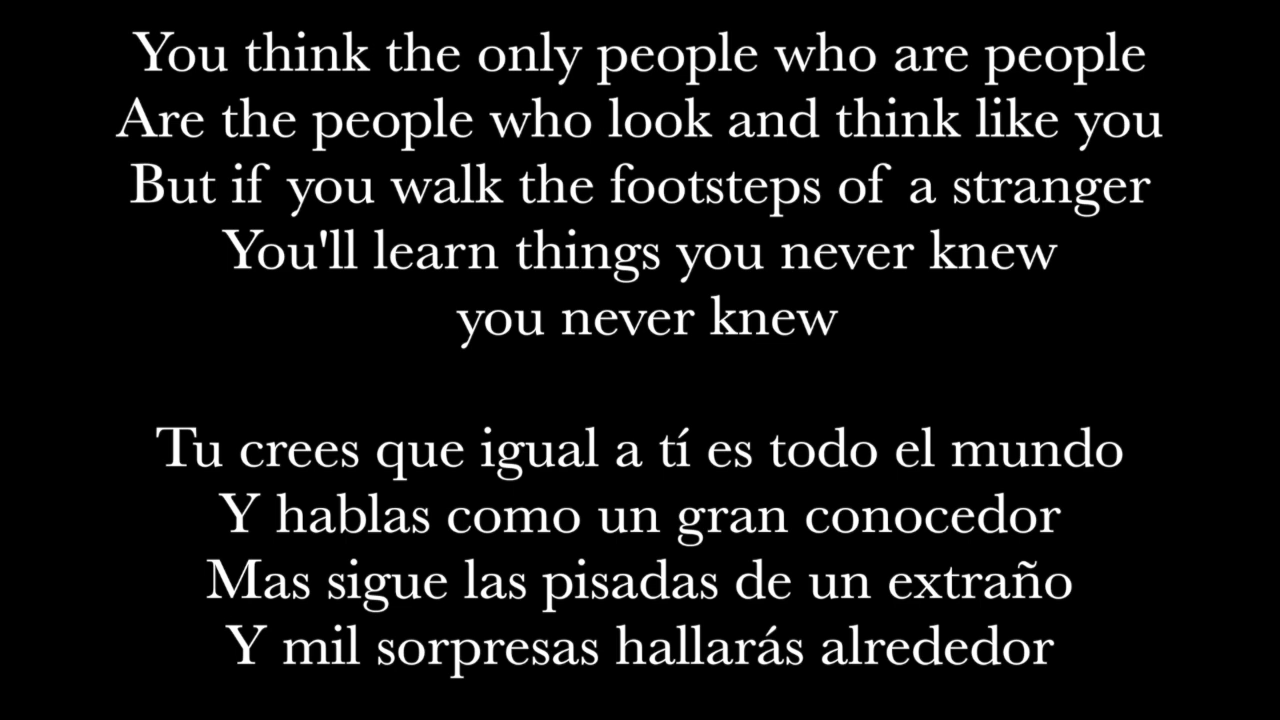 You think the only people who are people
Are the people who look and think like you
But if you walk the footsteps of a stranger
You'll learn things you never knew
you never knew
Tu crees que igual a tí es todo el mundo
Y hablas como un gran conocedor
Mas sigue las pisadas de un extraño
Y mil sorpresas hallarás alrededor